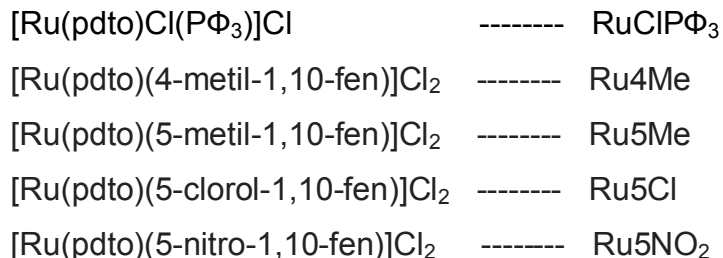 [Ru(pdto)Cl(PΦ₃)]Cl -------- RuClPΦ₃
[Ru(pdto)(4-metil-1,10-fen)]Cl₂ -------- Ru4Me
[Ru(pdto)(5-metil-1,10-fen)]Cl₂ -------- Ru5Me
[Ru(pdto)(5-clorol-1,10-fen)]Cl₂ -------- Ru5Cl
[Ru(pdto)(5-nitro-1,10-fen)]Cl₂ -------- Ru5NO₂